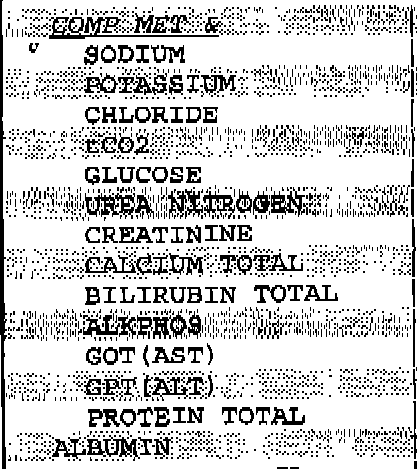 COMP MET &
SODIUM
POTASSIUM
CHLORIDE
tCO2
GLUCOSE
UREA NITROGEN
CREATININE
CALCIUM TOTAL
BILIRUBIN TOTAL
ALKPHOS
GOT(AST)
GPT(ALT)
PROTEIN TOTAL
ALBUMIN